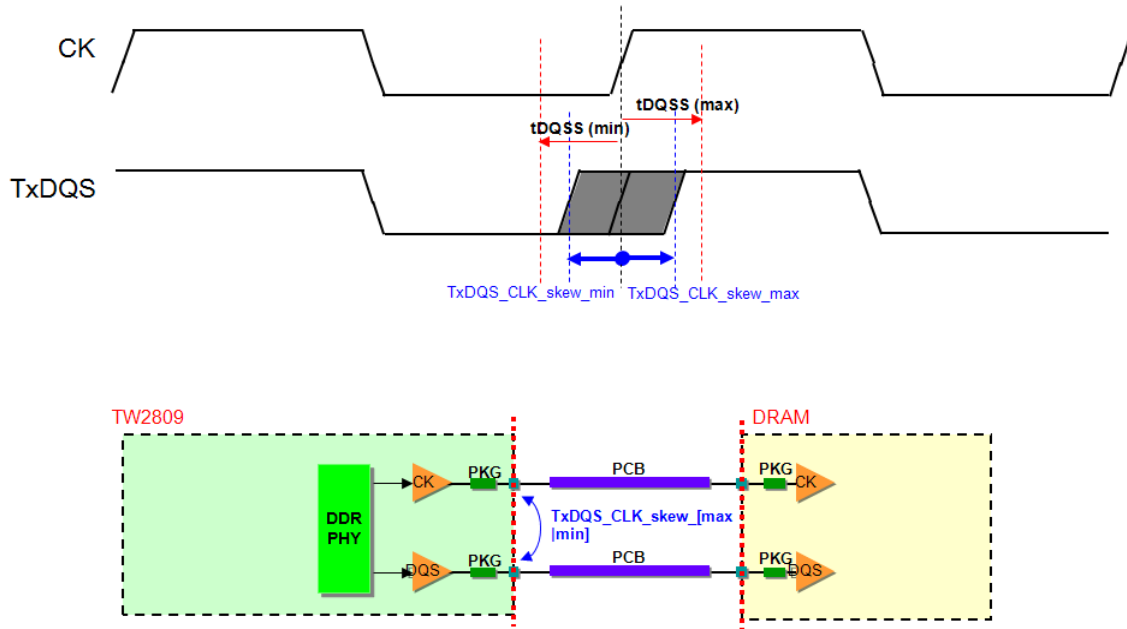 CK
tDQSS (max)
tDQSS (min)
TxDQS
TxDQS_CLK_skew_min
TxDQS_CLK_skew_max
TW2809
DRAM
PKG
PCB
PKG
CK
CK
DDR
PHY
TxDQS_CLK_skew_[max
|min]
PKG
PCB
PKG
DQS
DQS